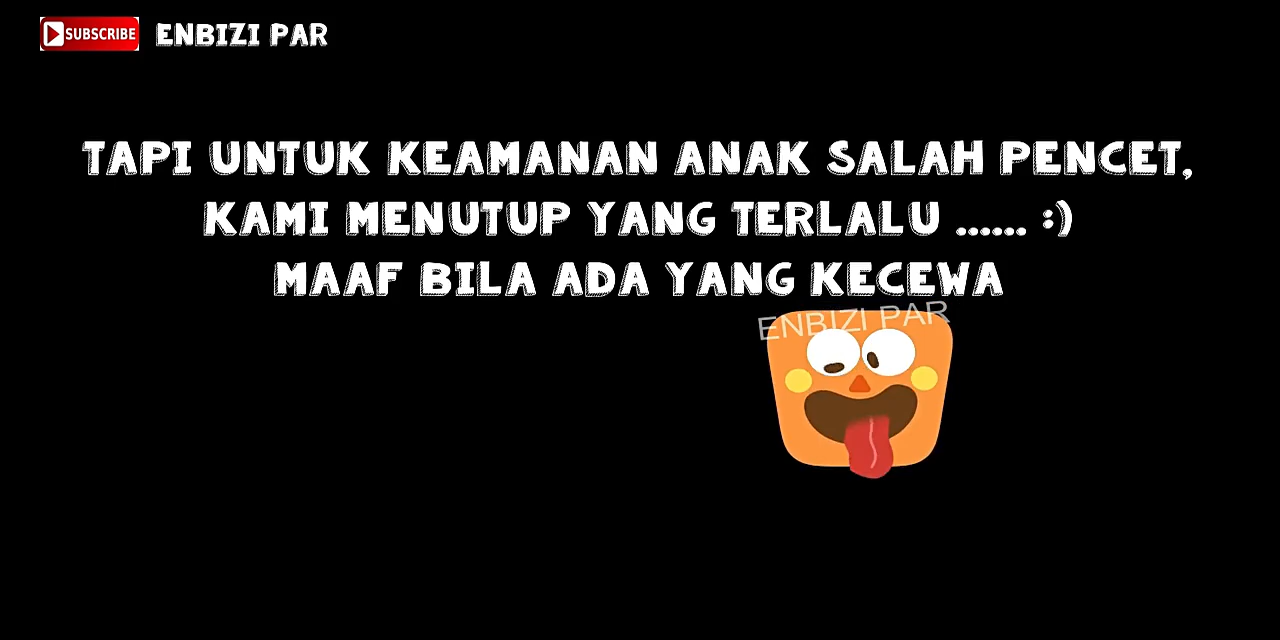 SUBSCRIBE ENBIZI PAR
TAPI UNTUK KEAMANAN ANAK SALAH PENCET,
KAMI MENUTUP YANG TERLALU ...... :)
MAAF BILA ADA YANG KECEWA
ENBIZI PAR